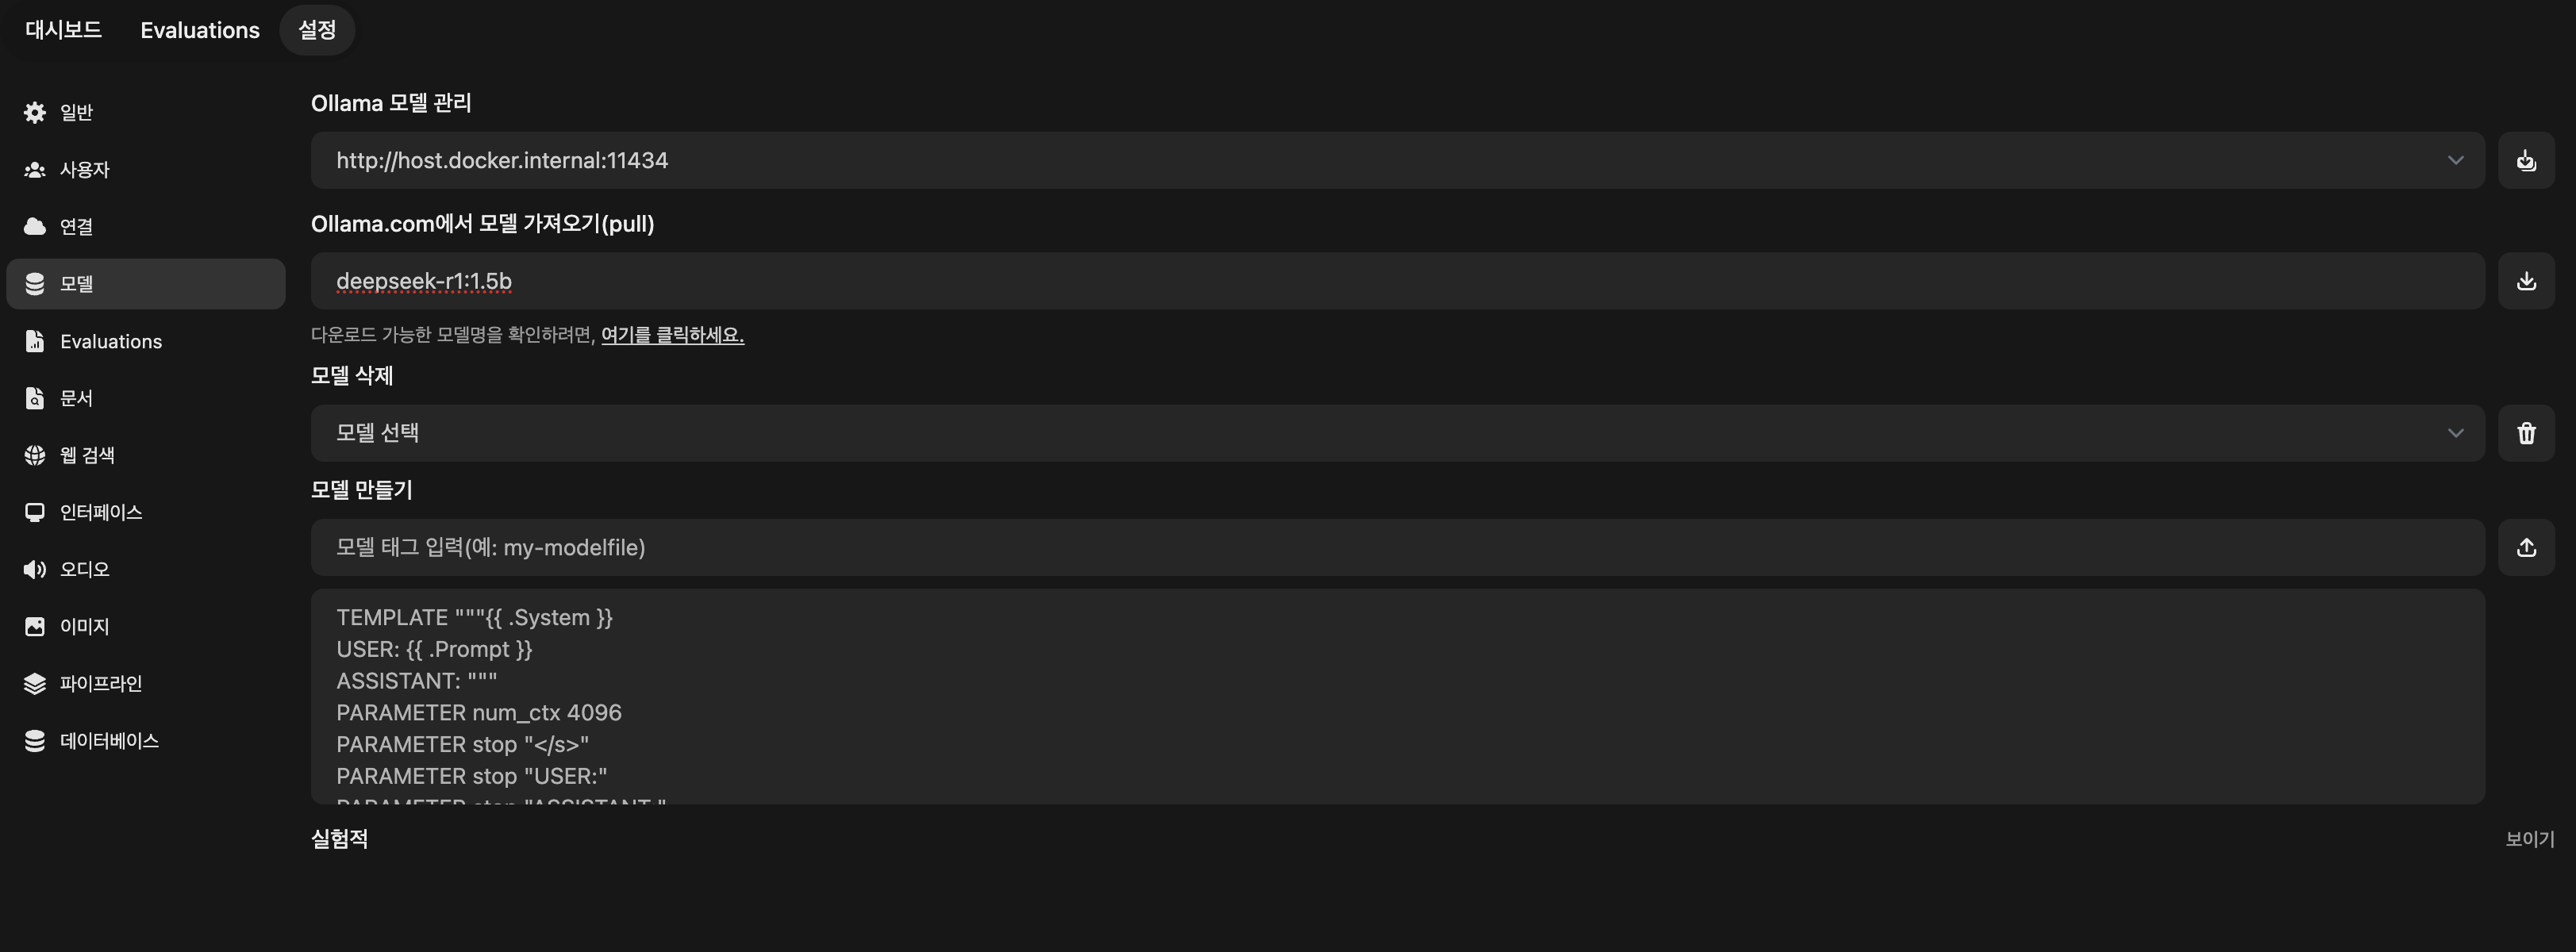 대시보드 Evaluations 설정
일반
사용자
연결
모델
Evaluations
문서
웹 검색
인터페이스
오디오
이미지
파이프라인
데이터베이스
Ollama 모델 관리
http://host.docker.internal:11434
Ollama.com에서 모델 가져오기(pull)
deepseek-r1:1.5b
다운로드 가능한 모델명을 확인하려면, 여기를 클릭하세요.
모델 삭제
모델 선택
모델 만들기
모델 태그 입력(예: my-modelfile)
TEMPLATE """{{ .System }}
USER: {{ .Prompt }}
ASSISTANT: """
PARAMETER num_ctx 4096
PARAMETER stop "</s>"
PARAMETER stop "USER:"
PARAMETER stop "ASSISTANT:"
실험적 보이기